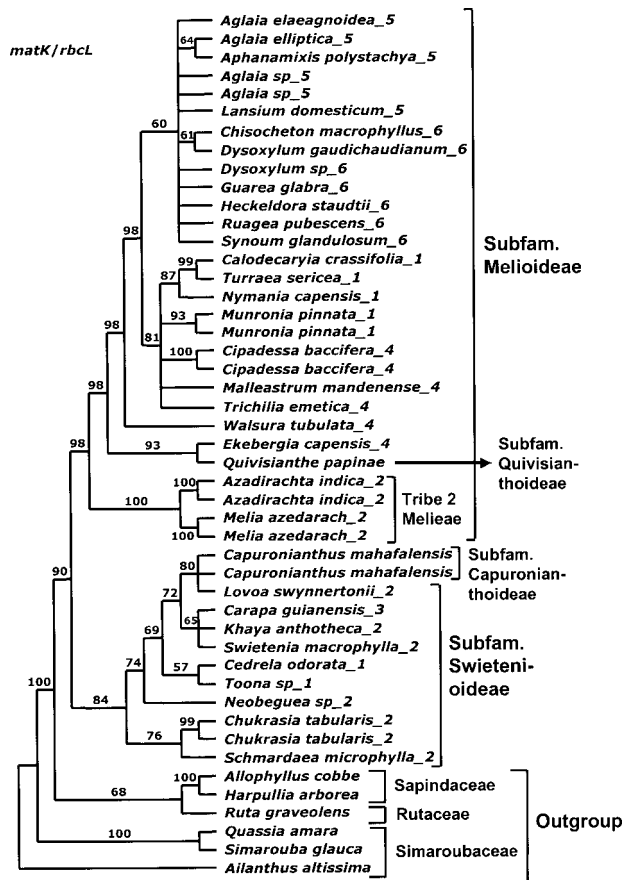 matK/rbcL
Aglaia elaeagnoidea_5
64
Aglaia elliptica_5
Aphanamixis polystachya_5
Aglaia sp_5
Aglaia sp_5
Lansium domesticum_5
60
61
Chisocheton macrophyllus_6
Dysoxylum gaudichaudianum_6
Dysoxylum sp_6
Guarea glabra_6
Heckeldora staudtii_6
Ruagea pubescens_6
Synoum glandulosum_6
98
Subfam.
Melioideae
99
Calodecaryia crassifolia_1
87
Turraea sericea_1
Nymania capensis_1
93
Munronia pinnata_1
Munronia pinnata_1
98
81
100
Cipadessa baccifera_4
Cipadessa baccifera_4
Malleastrum mandenense_4
98
Trichilia emetica_4
Walsura tubulata_4
98
93
Ekebergia capensis_4
Quivisianthe papinae
Subfam.
Quivisian-
thoideae
100
Azadirachta indica_2
Azadirachta indica_2
100
Melia azedarach_2
100
Melia azedarach_2
Tribe 2
Melieae
90
80
Capuronianthus mahafalensis
Capuronianthus mahafalensis
Subfam.
Capuronian-
thoideae
72
Lovoa swynnertonii_2
65
Carapa guianensis_3
69
Khaya anthotheca_2
Swietenia macrophylla_2
74
57
Cedrela odorata_1
Toona sp_1
Subfam.
Swieteni-
oideae
100
84
Neobeguea sp_2
99
Chukrasia tabularis_2
76
Chukrasia tabularis_2
Schmardaea microphylla_2
100
Allophyllus cobbe
68
Harpullia arborea
Sapindaceae
Ruta graveolens
Rutaceae
Outgroup
100
Quassia amara
Simarouba glauca
Simaroubaceae
Ailanthus altissima